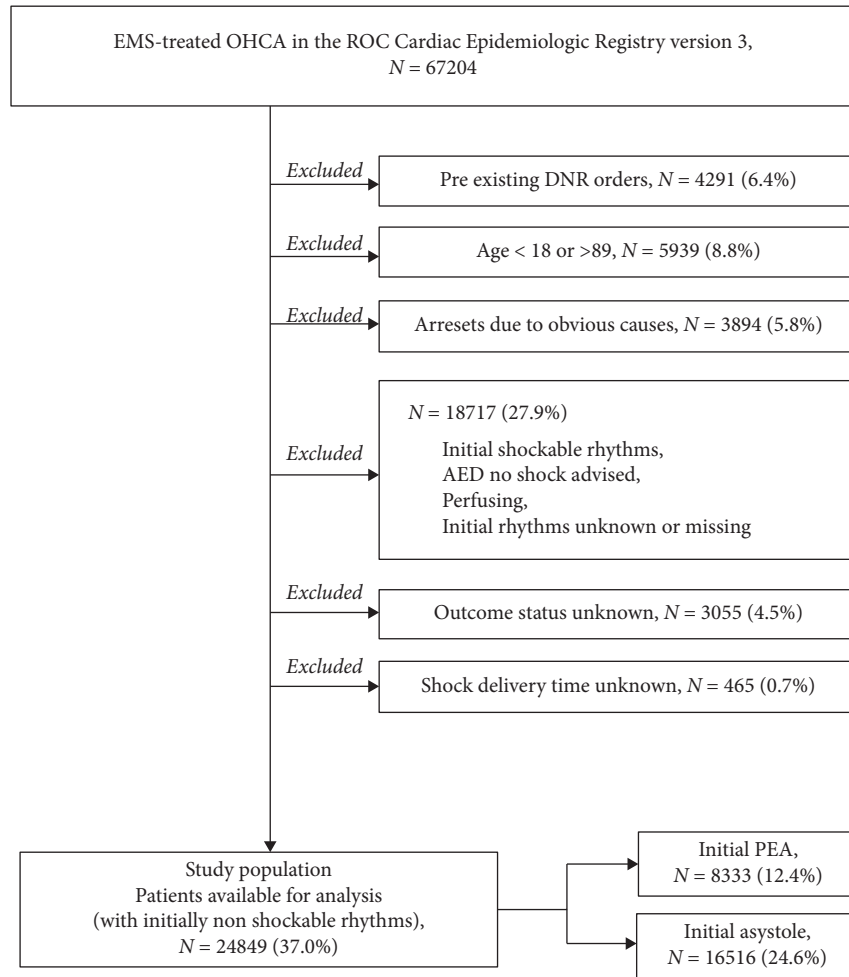 EMS-treated OHCA in the ROC Cardiac Epidemiologic Registry version 3,
N = 67204
Excluded
Pre existing DNR orders, N = 4291 (6.4%)
Excluded
Age < 18 or >89, N = 5939 (8.8%)
Excluded
Arresets due to obvious causes, N = 3894 (5.8%)
N = 18717 (27.9%)
Excluded
Initial shockable rhythms,
AED no shock advised,
Perfusing,
Initial rhythms unknown or missing
Excluded
Outcome status unknown, N = 3055 (4.5%)
Excluded
Shock delivery time unknown, N = 465 (0.7%)
Study population
Patients available for analysis
(with initially non shockable rhythms),
N = 24849 (37.0%)
Initial PEA,
N = 8333 (12.4%)
Initial asystole,
N = 16516 (24.6%)